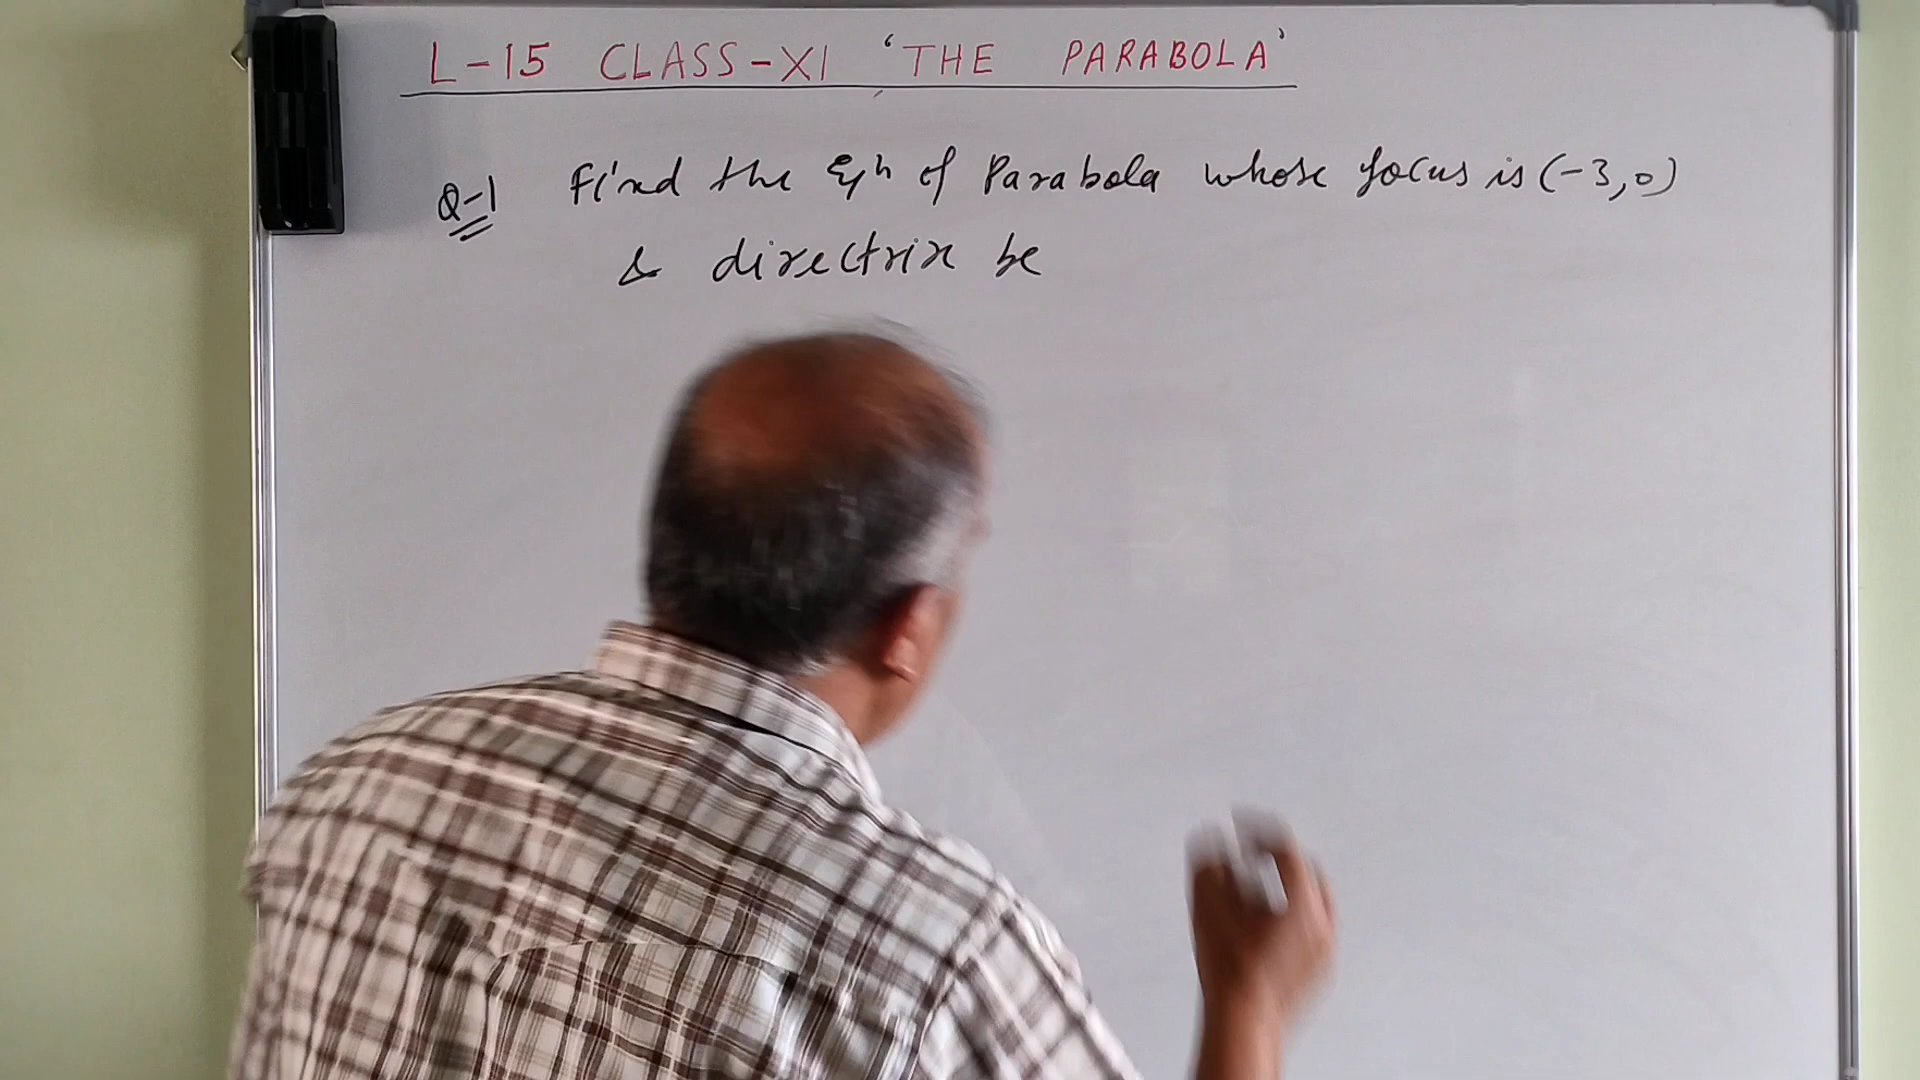 L-15 CLASS-XI 'THE PARABOLA'
Q-1 Find the Eqn of Parabola whose focus is (-3,0)
& directrix be